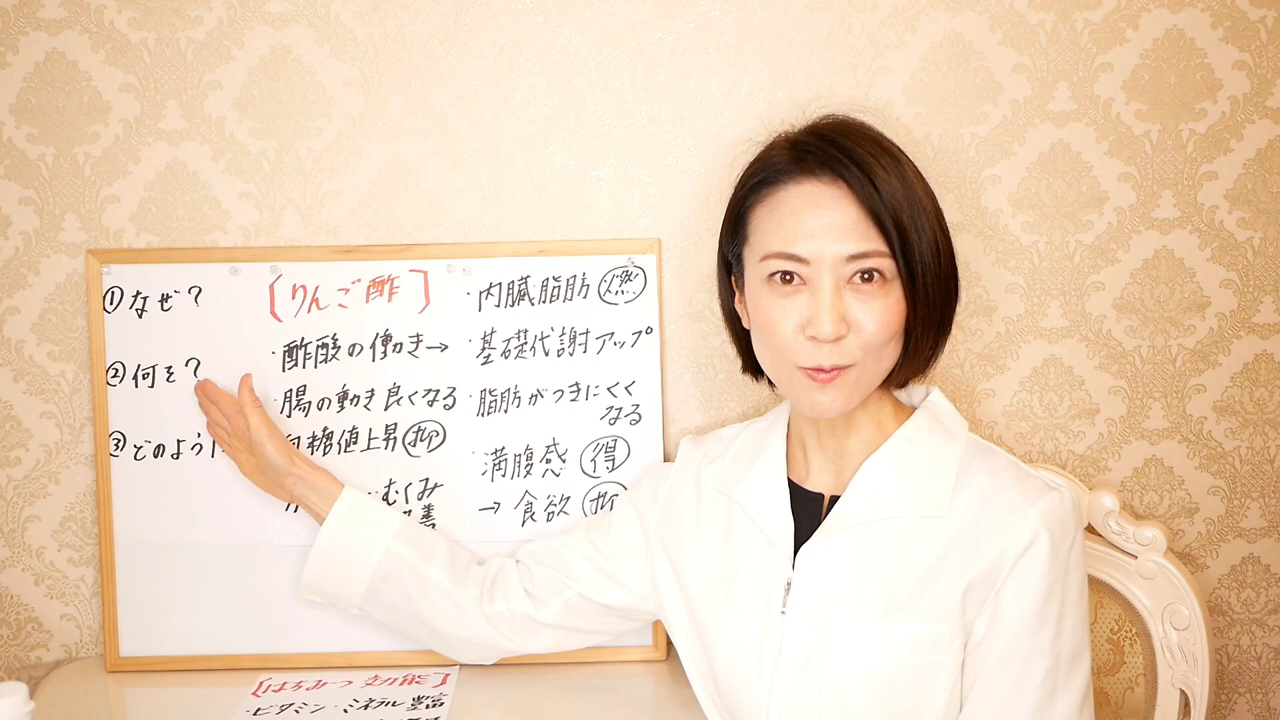 ①なぜ?
②何を?
③どのように
[りんご酢]
・酢酸の働き→
・腸の動き良くなる
血糖値上昇抑
むくみ
善
・内臓脂肪燃
・基礎代謝アップ
・脂肪がつきにくく
なる
・満腹感得
→食欲抑
[はちみつ効能]
・ビタミン・ミネラル豊富